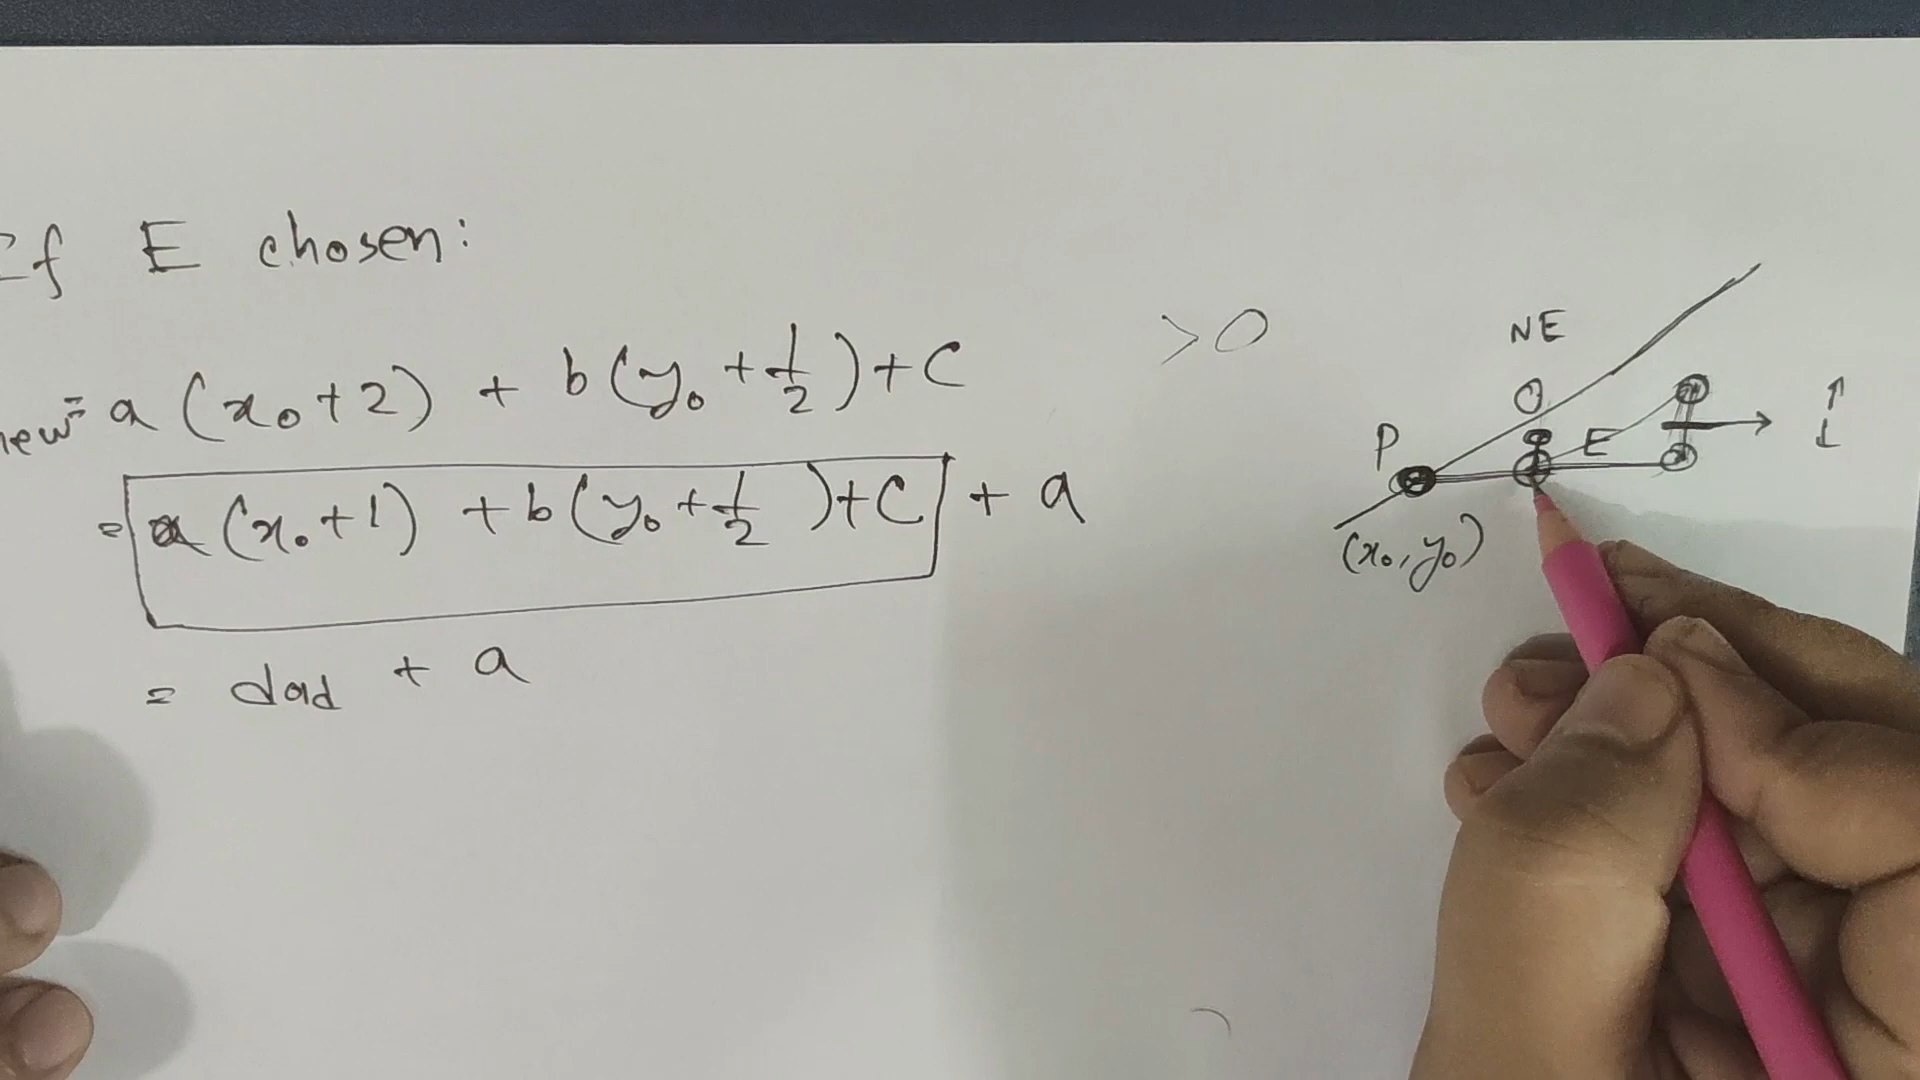 If E chosen:
new = a (x₀+2) + b(y₀+½)+C
= a (x₀+1) + b(y₀+½)+C + a
= dold + a
>0
NE
P E
(x₀, y₀)